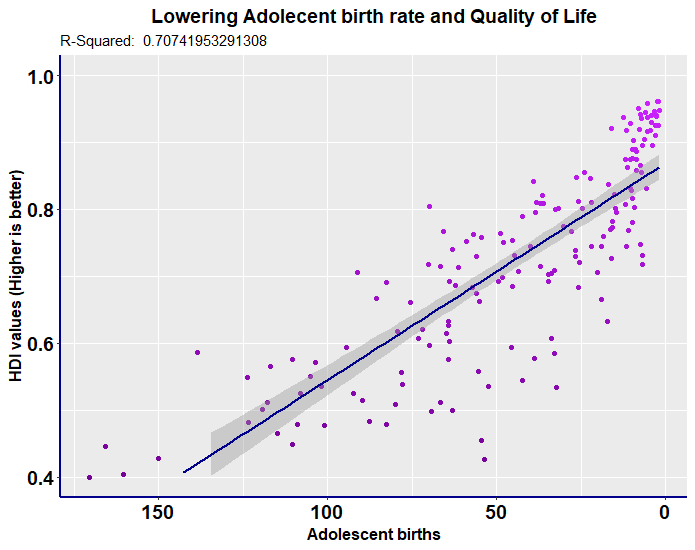 Lowering Adolecent birth rate and Quality of Life
R-Squared:  0.70741953291308
HDI values (Higher is better)
1.0
0.8
0.6
0.4
150
100
50
0
Adolescent births